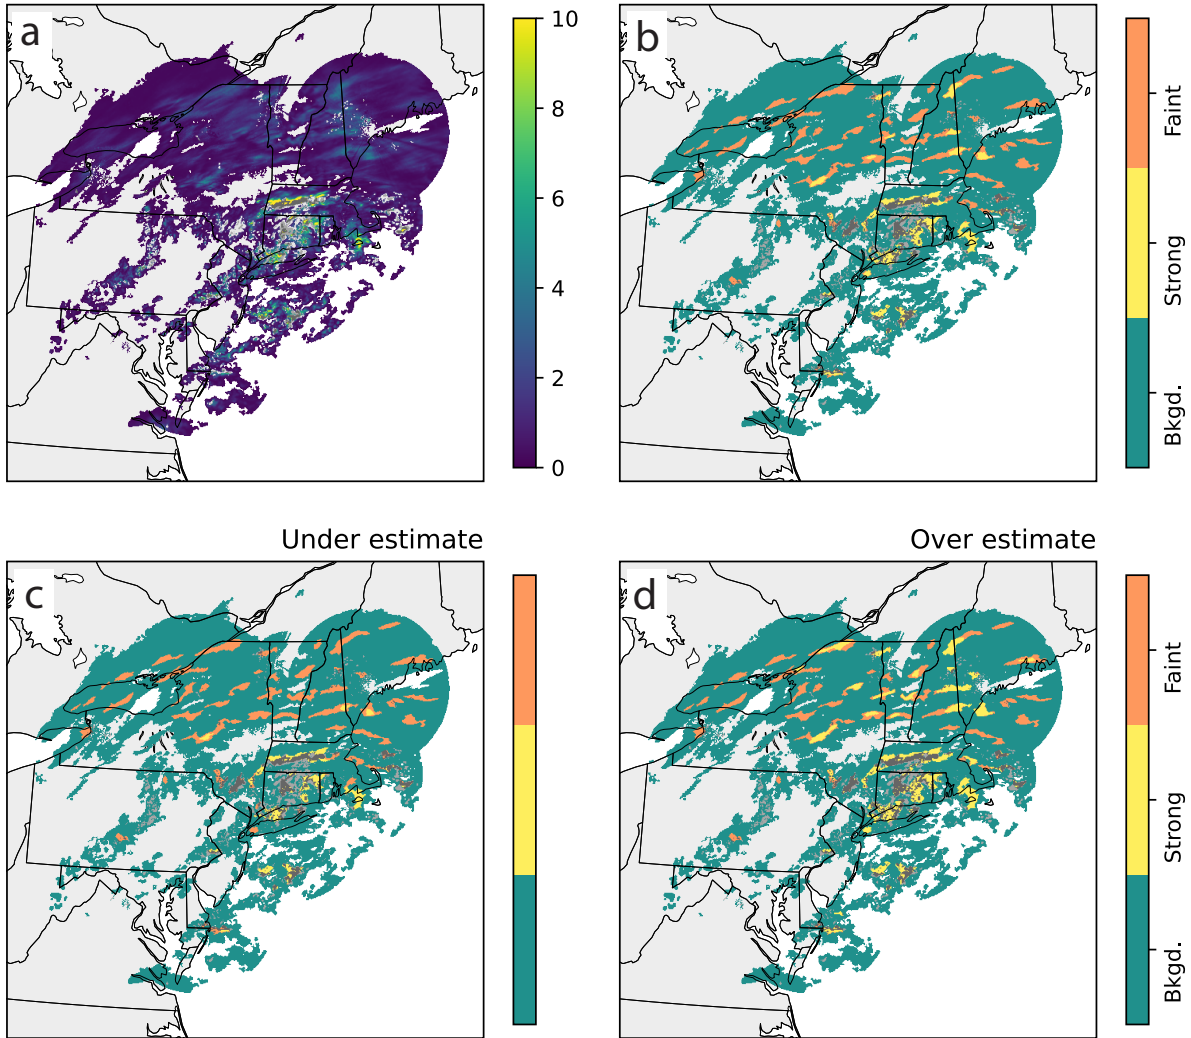 a
10
8
6
4
2
0
b
Faint
Strong
Bkgd.
Under estimate
c
Over estimate
d
Faint
Strong
Bkgd.